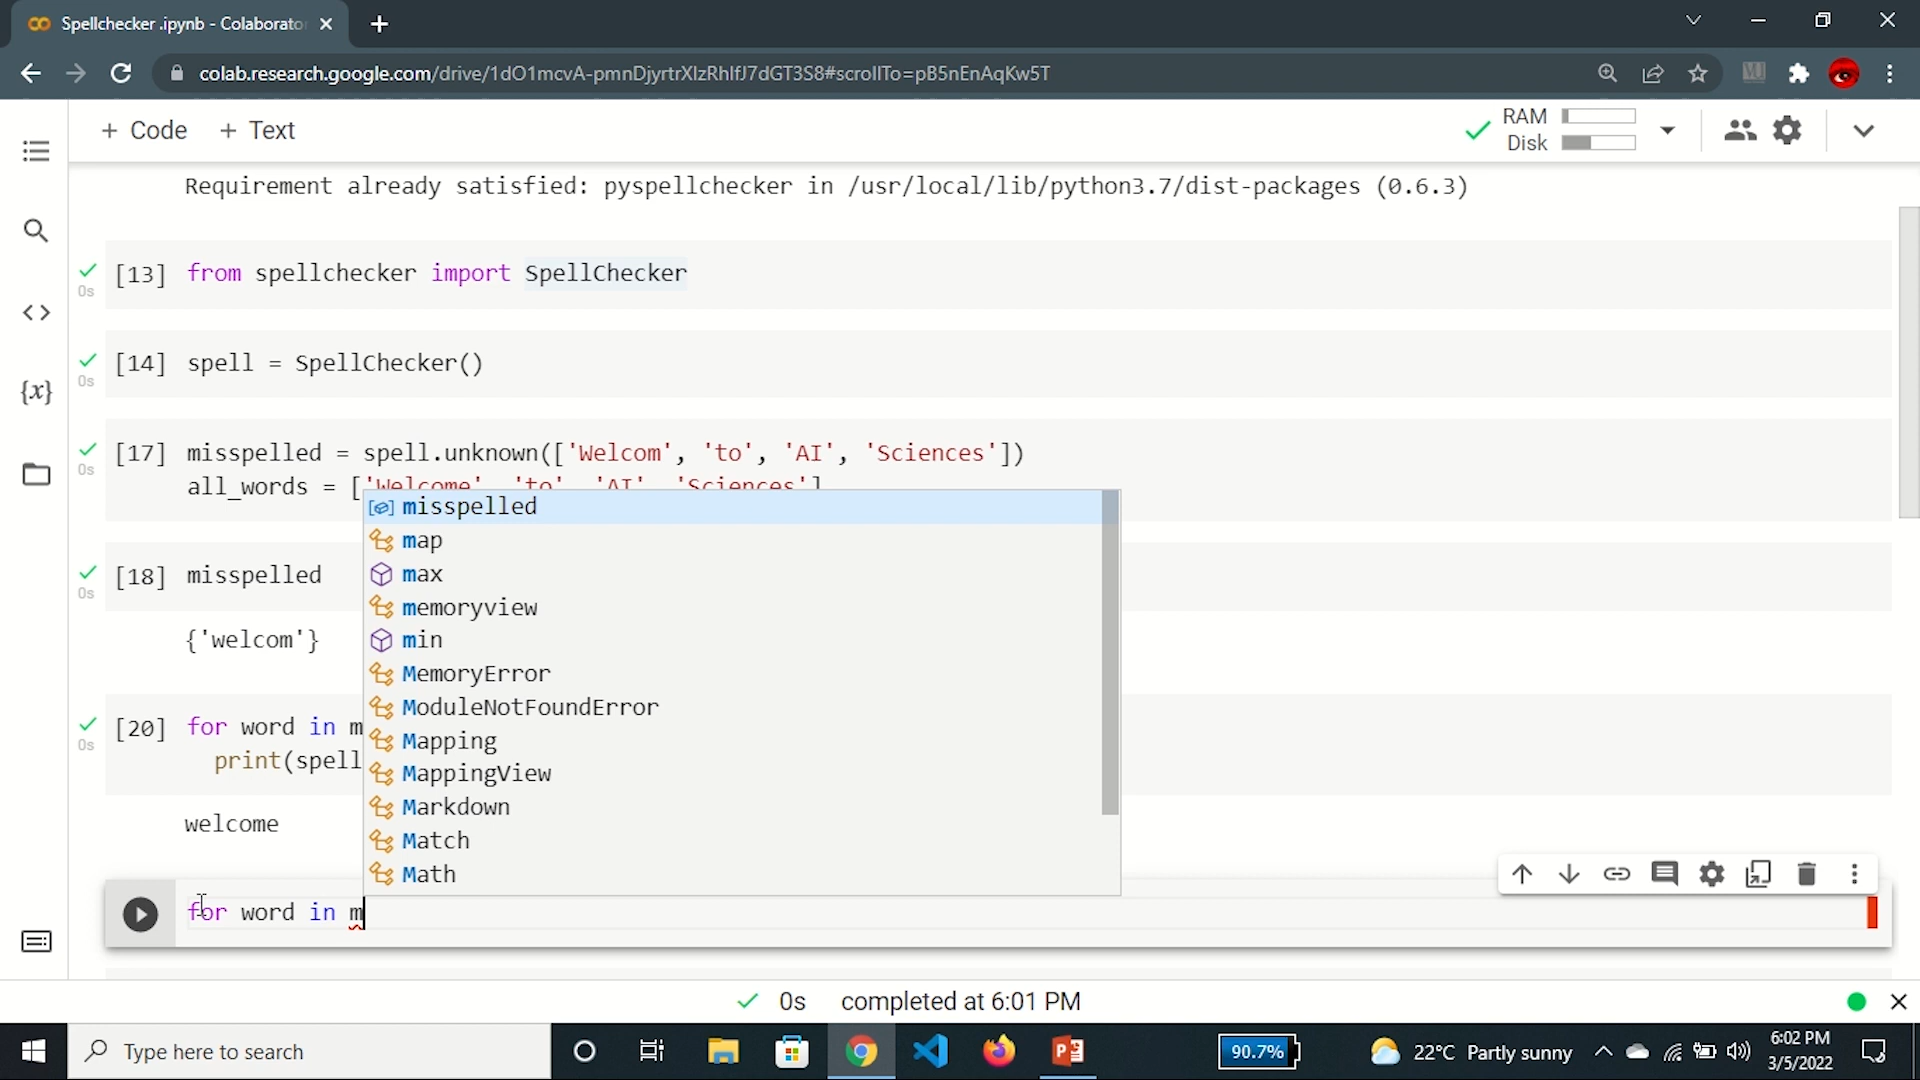 Spellchecker .ipynb - Colaborato
colab.research.google.com/drive/1dO1mcvA-pmnDjyrtrXIzRhIfJ7dGT3S8#scrollTo=pB5nEnAqKw5T
+ Code + Text
RAM
Disk
Requirement already satisfied: pyspellchecker in /usr/local/lib/python3.7/dist-packages (0.6.3)
[13] from spellchecker import SpellChecker
0s
[14] spell = SpellChecker()
0s
{x}
[17] misspelled = spell.unknown(['Welcom', 'to', 'AI', 'Sciences'])
0s
all_words = ['Welcome', 'to', 'AI', 'Sciences']
misspelled
map
max
memoryview
min
MemoryError
ModuleNotFoundError
Mapping
MappingView
Markdown
Match
Math
[18] misspelled
0s
{'welcom'}
[20] for word in m
0s
print(spell
welcome
for word in m
0s completed at 6:01 PM
Type here to search
90.7%
22°C Partly sunny
6:02 PM
3/5/2022